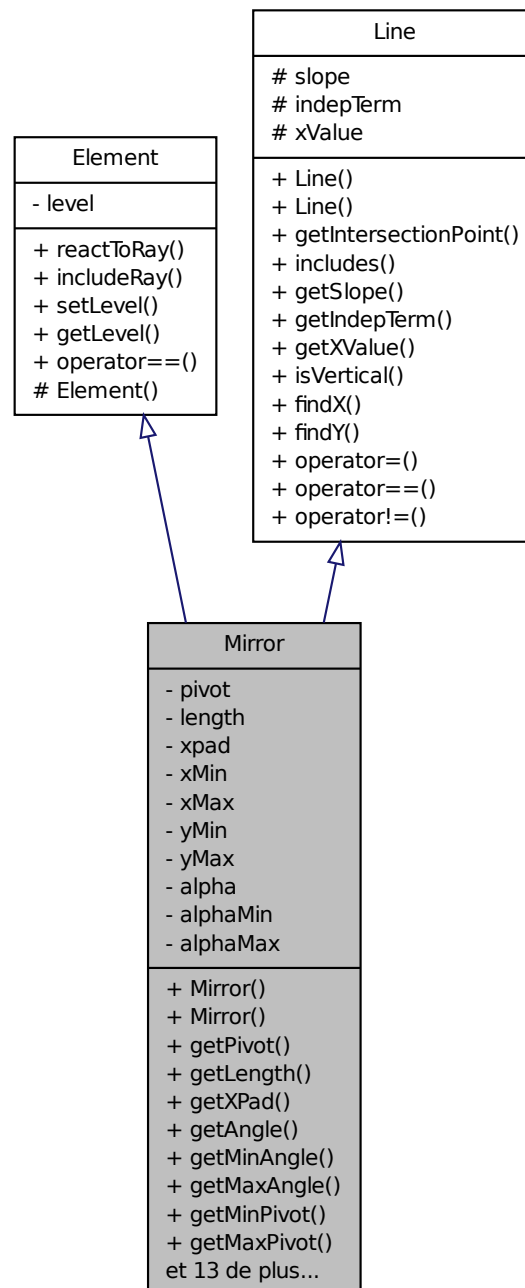 Element
- level
+ reactToRay()
+ includeRay()
+ setLevel()
+ getLevel()
+ operator==()
# Element()
Line
# slope
# indepTerm
# xValue
+ Line()
+ Line()
+ getIntersectionPoint()
+ includes()
+ getSlope()
+ getIndepTerm()
+ getXValue()
+ isVertical()
+ findX()
+ findY()
+ operator=()
+ operator==()
+ operator!=()
Mirror
- pivot
- length
- xpad
- xMin
- xMax
- yMin
- yMax
- alpha
- alphaMin
- alphaMax
+ Mirror()
+ Mirror()
+ getPivot()
+ getLength()
+ getXPad()
+ getAngle()
+ getMinAngle()
+ getMaxAngle()
+ getMinPivot()
+ getMaxPivot()
et 13 de plus...